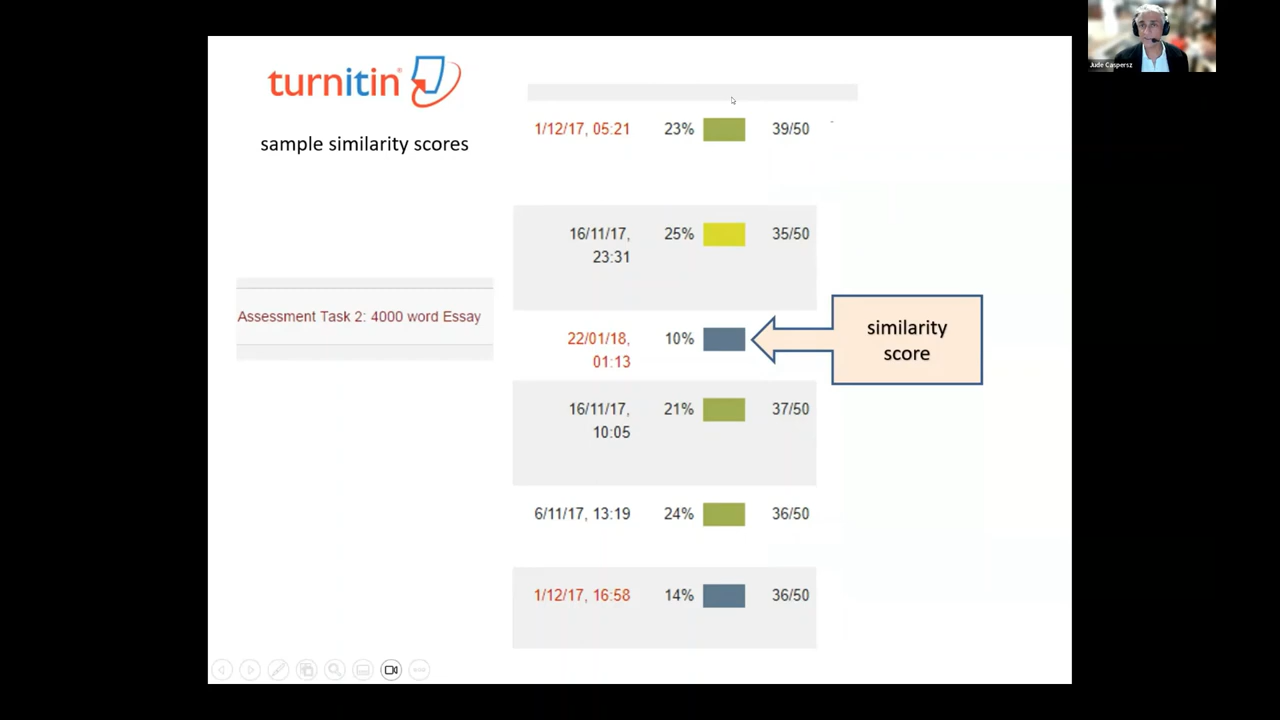 Jude Caspersz
turnitin®
sample similarity scores
1/12/17, 05:21 23% 39/50
16/11/17, 25% 35/50
23:31
22/01/18, 10%
01:13
similarity
score
Assessment Task 2: 4000 word Essay
16/11/17, 21% 37/50
10:05
6/11/17, 13:19 24% 36/50
1/12/17, 16:58 14% 36/50